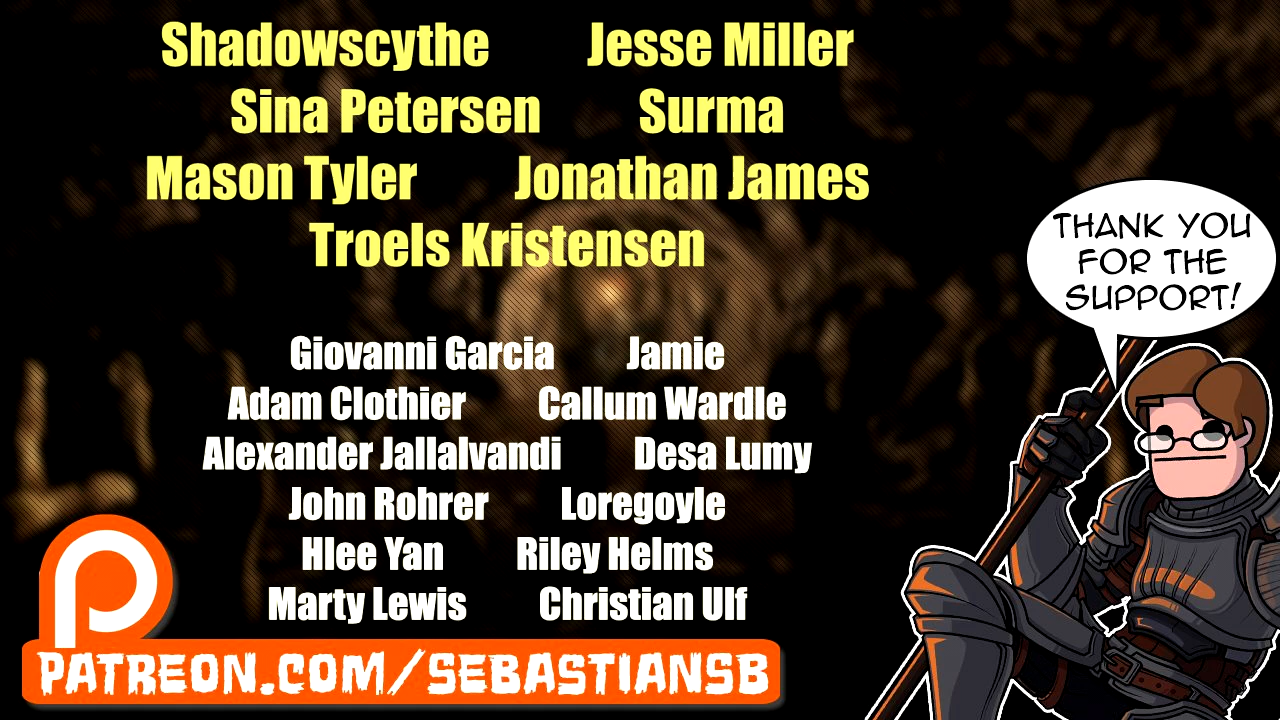 Shadowscythe Jesse Miller
Sina Petersen Surma
Mason Tyler Jonathan James
Troels Kristensen
THANK YOU
FOR THE
SUPPORT!
Giovanni Garcia Jamie
Adam Clothier Callum Wardle
Alexander Jallalvandi Desa Lumy
John Rohrer Loregoyle
Hlee Yan Riley Helms
Marty Lewis Christian Ulf
PATREON.COM/SEBASTIANSB